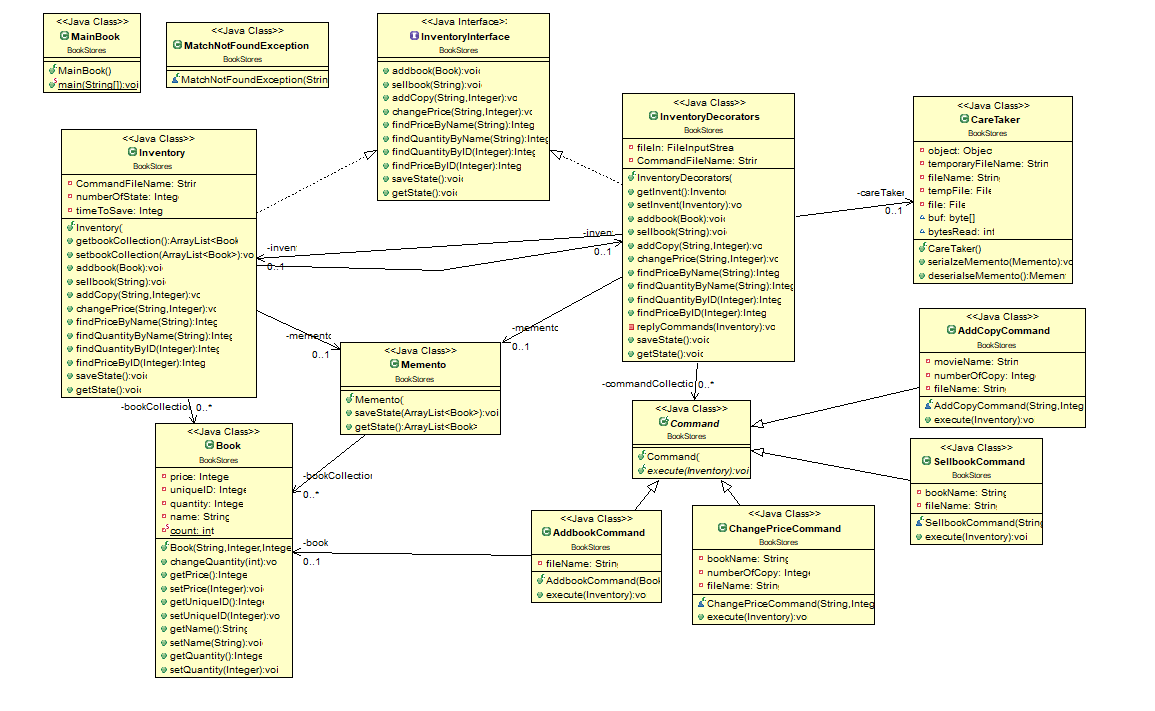 <<Java Class>>
MainBook
BookStores
MainBook()
main(String[]):voi
<<Java Class>>
MatchNotFoundException
BookStores
MatchNotFoundException(Strin
<<Java Interface>:
InventoryInterface
BookStores
addbook(Book):voi
sellbook(String):voi
addCopy(String,Integer):vo
changePrice(String,Integer):vo
findPriceByName(String):Integ
findQuantityByName(String):Integ
findQuantityByID(Integer):Integ
findPriceByID(Integer):Integ
saveState():voi
getState():voi
<<Java Class>>
Inventory
BookStores
CommandFileName: Strir
numberOfState: Integ
timeToSave: Integ
Inventory(
getbookCollection():ArrayList<Book
setbookCollection(ArrayList<Book>):vo
addbook(Book):voi
sellbook(String):voi
addCopy(String,Integer):vo
changePrice(String,Integer):vo
findPriceByName(String):Integ
findQuantityByName(String):Integ
findQuantityByID(Integer):Integ
findPriceByID(Integer):Integ
saveState():voi
getState():voi
<<Java Class>>
InventoryDecorators
BookStores
fileIn: FileInputStrea
CommandFileName: Strir
InventoryDecorators(
getInvent():Invento
setInvent(Inventory):vo
addbook(Book):voi
sellbook(String):voi
addCopy(String,Integer):vo
changePrice(String,Integer):vo
findPriceByName(String):Integ
findQuantityByName(String):Integ
findQuantityByID(Integer):Integ
findPriceByID(Integer):Integ
replyCommands(Inventory):vo
saveState():voi
getState():voi
<<Java Class>>
CareTaker
BookStores
object: Objec
temporaryFileName: Strin
fileName: Strin
tempFile: File
file: File
buf: byte[]
bytesRead: int
CareTaker()
serialzeMemento(Memento):vo
deserialseMemento():Memen
-careTaker
0..1
-inven
0..1
-inven
0..1
-memento
0..1
-memento
0..1
<<Java Class>>
Memento
BookStores
Memento(
saveState(ArrayList<Book>):voi
getState():ArrayList<Book>
-commandCollectio
0..*
<<Java Class>>
Command
BookStores
Command(
execute(Inventory):voi
<<Java Class>>
AddCopyCommand
BookStores
movieName: Strin
numberOfCopy: Integ
fileName: Strin
AddCopyCommand(String,Integ
execute(Inventory):vo
<<Java Class>>
SellbookCommand
BookStores
bookName: String
fileName: Strin
SellbookCommand(String
execute(Inventory):voi
-bookCollection
0..*
<<Java Class>>
Book
BookStores
price: Intege
uniqueID: Intege
quantity: Intege
name: String
count: int
Book(String,Integer,Intege
changeQuantity(int):vo
getPrice():Intege
setPrice(Integer):voi
getUniqueID():Intege
setUniqueID(Integer):vo
getName():String
setName(String):voi
getQuantity():Intege
setQuantity(Integer):voi
-bookCollection
0..*
-book
0..1
<<Java Class>>
AddbookCommand
BookStores
fileName: Strin
AddbookCommand(Book
execute(Inventory):vo
<<Java Class>>
ChangePriceCommand
BookStores
bookName: String
numberOfCopy: Intege
fileName: Strin
ChangePriceCommand(String,Integ
execute(Inventory):vo